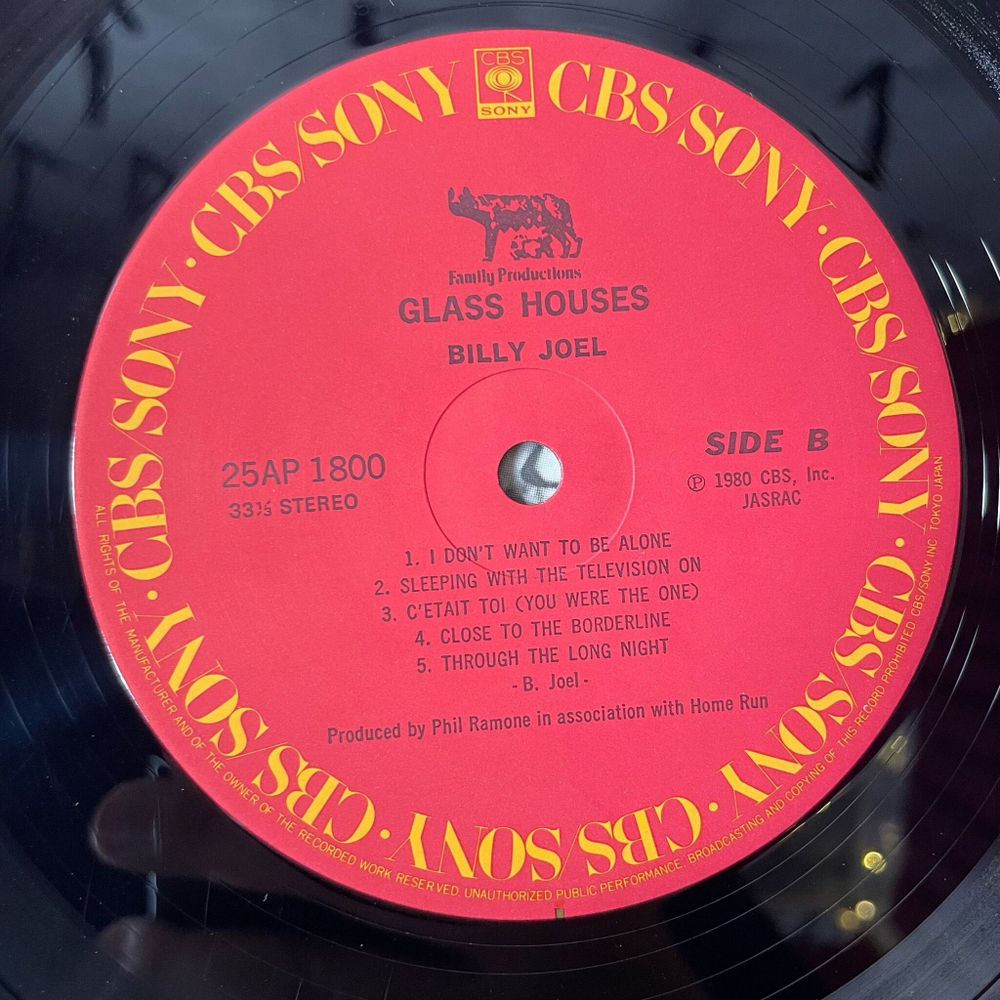 CBS
SONY
CBS/SONY · CBS/SONY · CBS/SONY · CBS/SONY · CBS/SONY · CBS/SONY · CBS/SONY · CBS/SONY
Family Productions
GLASS HOUSES
BILLY JOEL
25AP 1800
33⅓ STEREO
SIDE B
℗ 1980 CBS, Inc.
JASRAC
1. I DON'T WANT TO BE ALONE
2. SLEEPING WITH THE TELEVISION ON
3. C'ETAIT TOI (YOU WERE THE ONE)
4. CLOSE TO THE BORDERLINE
5. THROUGH THE LONG NIGHT
- B. Joel -
Produced by Phil Ramone in association with Home Run
ALL RIGHTS OF THE MANUFACTURER AND OF THE OWNER OF THE RECORDED WORK RESERVED. UNAUTHORIZED PUBLIC PERFORMANCE. BROADCASTING AND COPYING OF THIS RECORD PROHIBITED CBS/SONY INC TOKYO JAPAN